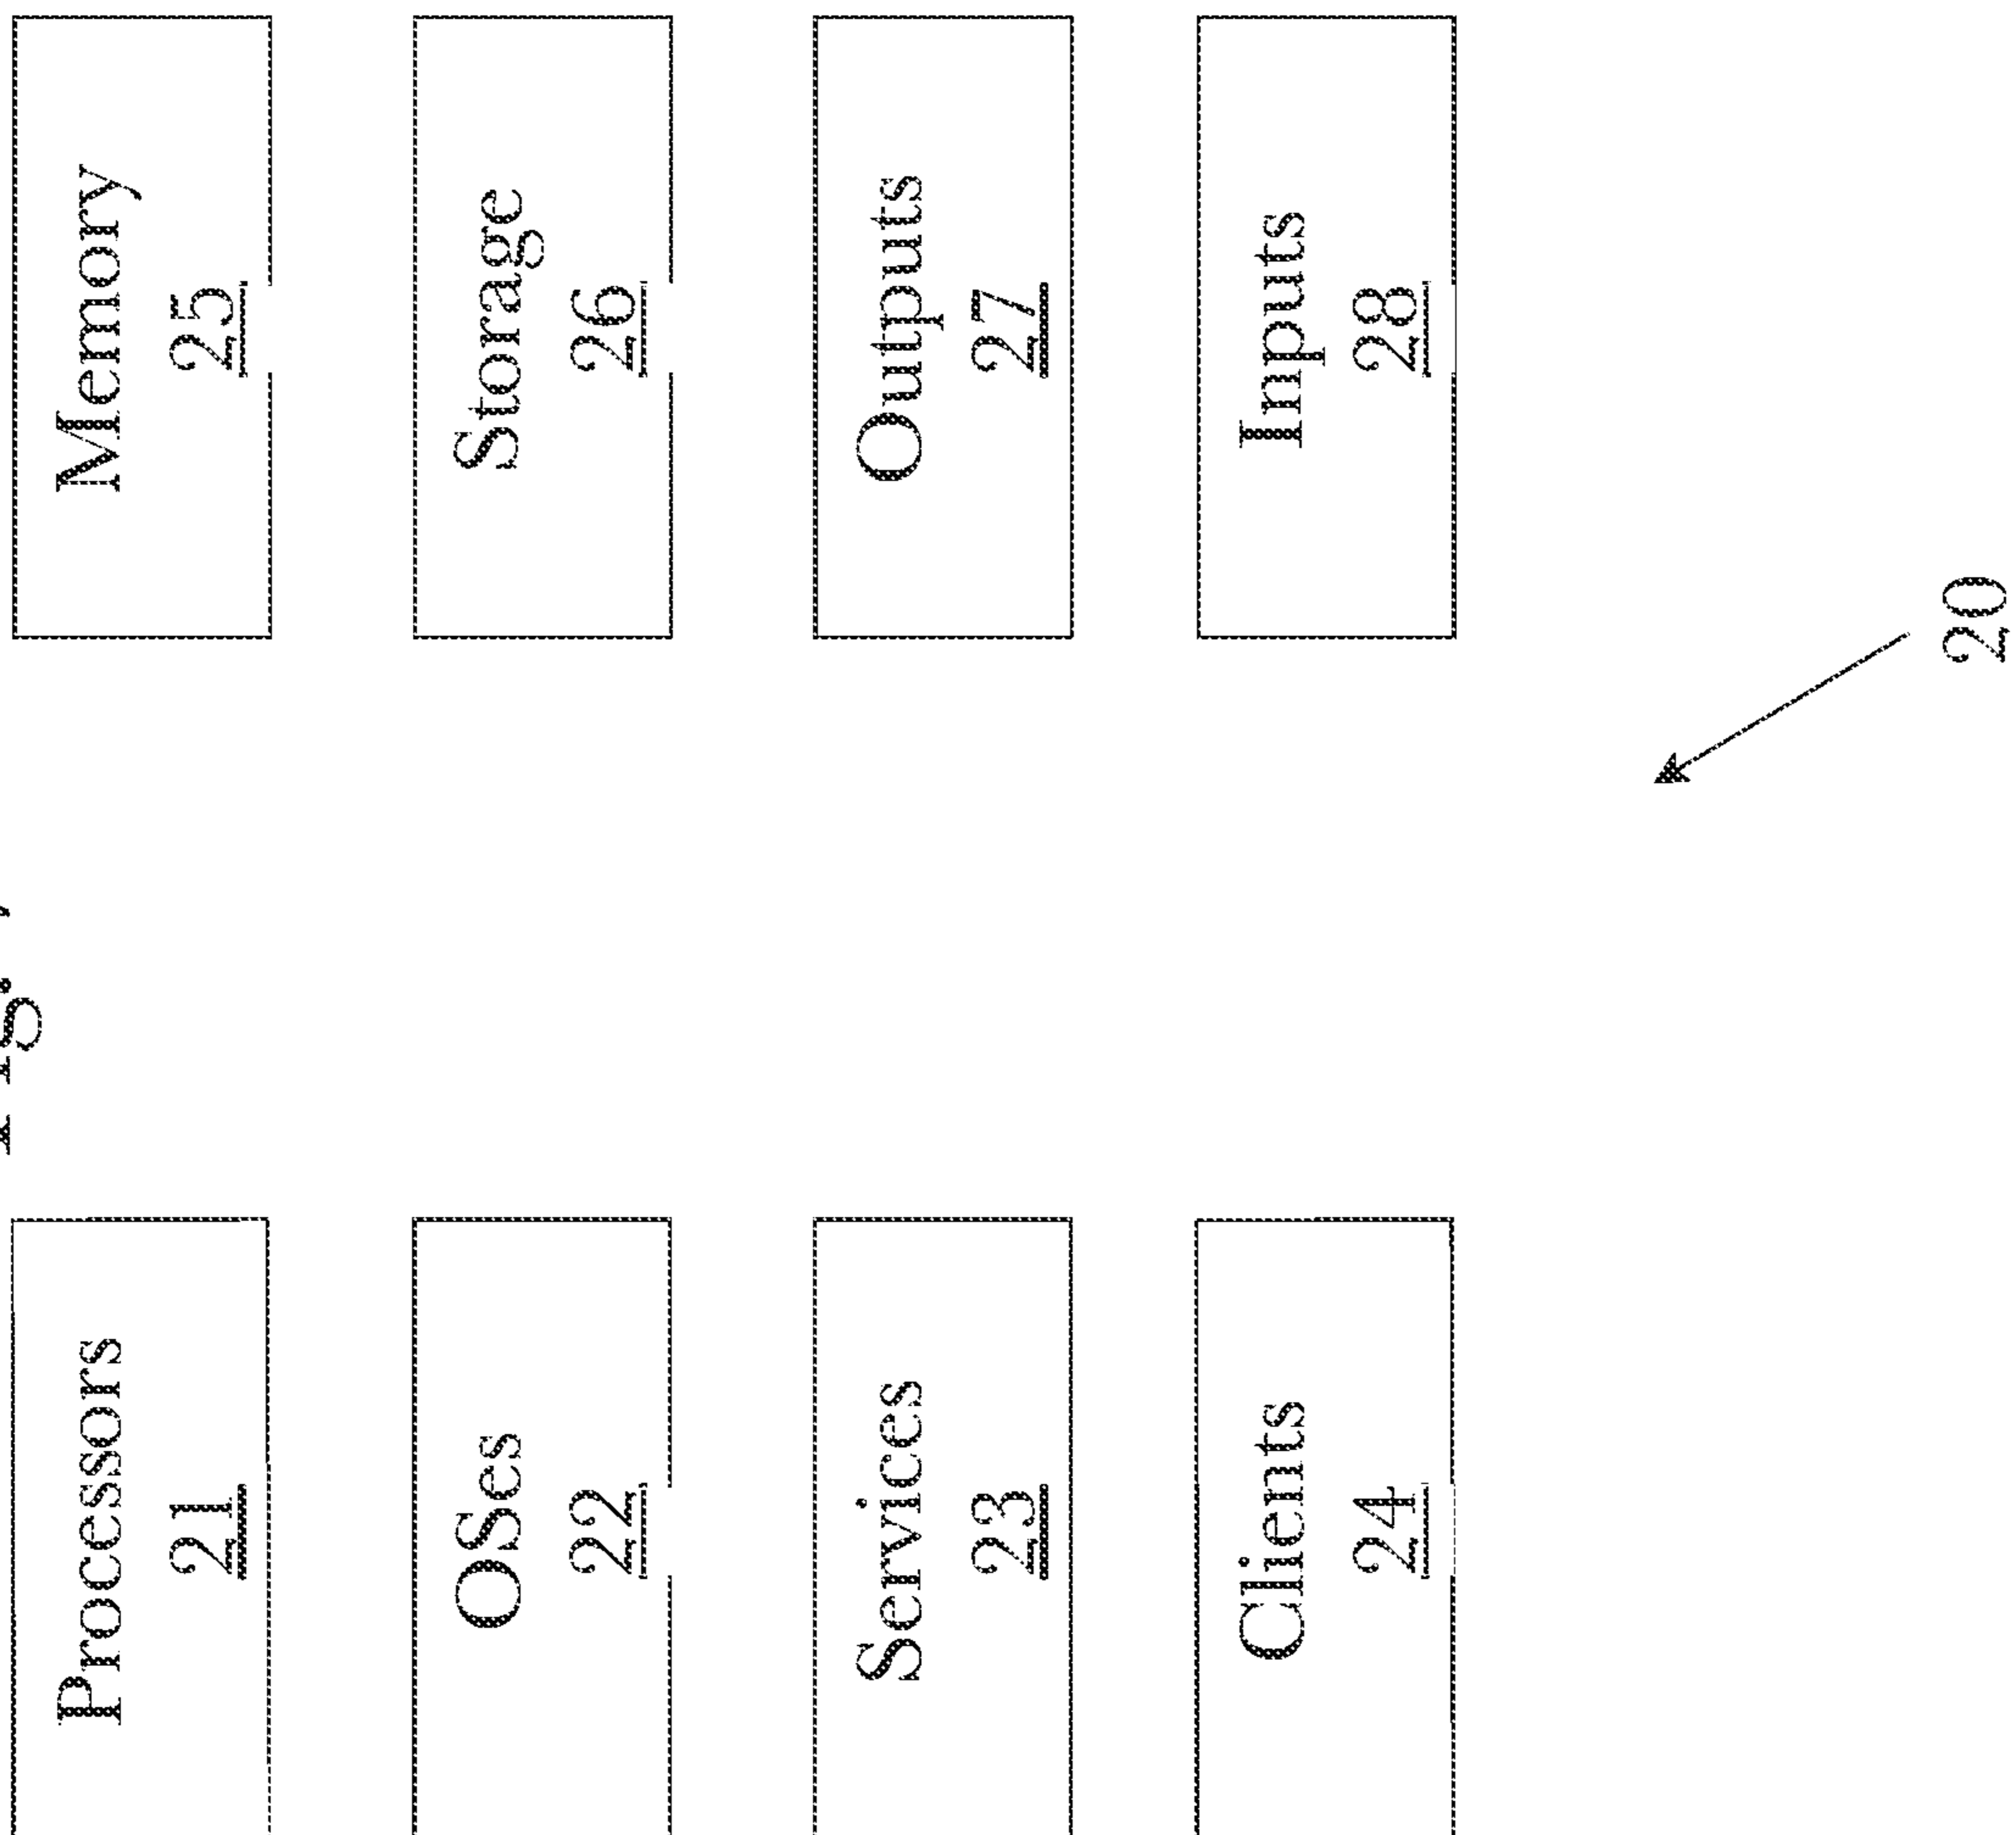 Processors
21
Memory
25
OSes
22
Storage
26
Services
23
Outputs
27
Clients
24
Inputs
28
20